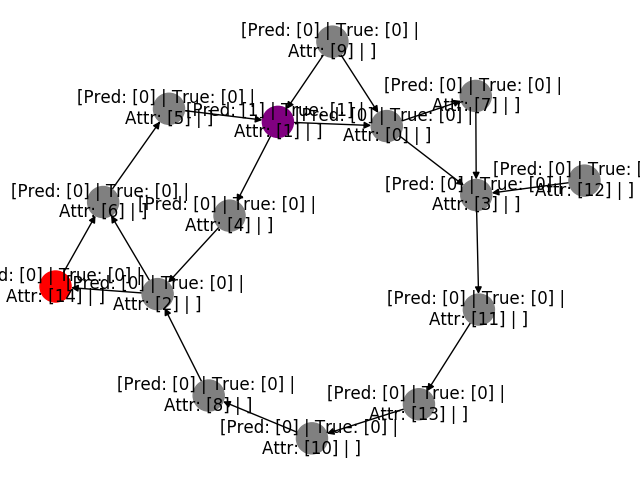 [Pred: [0] | True: [0] |
Attr: [9] | ]
[Pred: [0] | True: [0] |
Attr: [7] | ]
[Pred: [0] | True: [0] |
Attr: [5] | ]
[Pred: [1] | True: [1] |
Attr: [1] | ]
[Pred: [0] | True: [0] |
Attr: [0] | ]
[Pred: [0] | True: [
Attr: [12] | ]
[Pred: [0] | True: [0] |
Attr: [3] | ]
[Pred: [0] | True: [0] |
Attr: [6] | ]
[Pred: [0] | True: [0] |
Attr: [4] | ]
d: [0] | True: [0] |
Attr: [14] | ]
[Pred: [0] | True: [0] |
Attr: [2] | ]
[Pred: [0] | True: [0] |
Attr: [11] | ]
[Pred: [0] | True: [0] |
Attr: [8] | ]
[Pred: [0] | True: [0] |
Attr: [13] | ]
[Pred: [0] | True: [0] |
Attr: [10] | ]